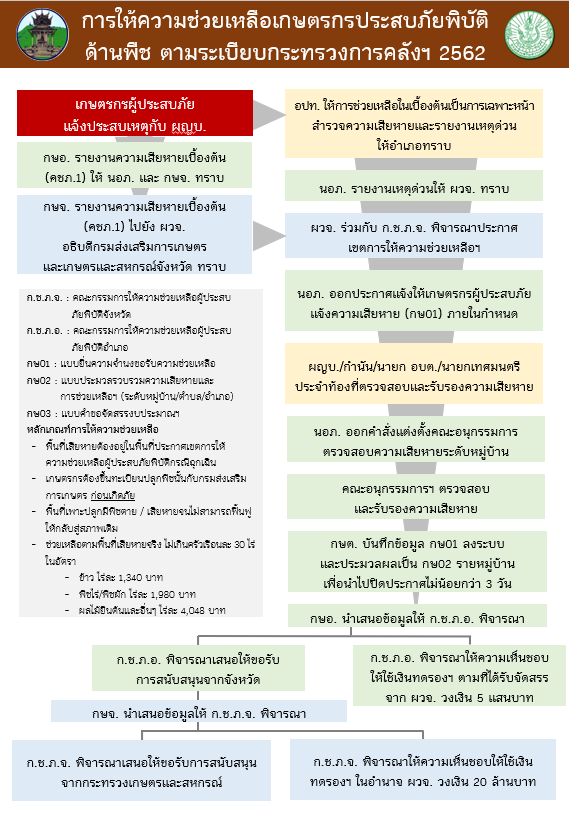 การให้ความช่วยเหลือเกษตรกรประสบภัยพิบัติ
ด้านพืช ตามระเบียบกระทรวงการคลังฯ 2562
เกษตรกรผู้ประสบภัย
แจ้งประสบเหตุกับ ผญบ.
กษอ. รายงานความเสียหายเบื้องต้น
(คชภ.1) ให้ นอภ. และ กษจ. ทราบ
กษจ. รายงานความเสียหายเบื้องต้น
(คชภ.1) ไปยัง ผวจ.
อธิบดีกรมส่งเสริมการเกษตร
และเกษตรและสหกรณ์จังหวัด ทราบ
อปท. ให้การช่วยเหลือในเบื้องต้นเป็นการเฉพาะหน้า
สำรวจความเสียหายและรายงานเหตุด่วน
ให้อำเภอทราบ
นอภ. รายงานเหตุด่วนให้ ผวจ. ทราบ
ผวจ. ร่วมกับ ก.ช.ภ.จ. พิจารณาประกาศ
เขตการให้ความช่วยเหลือฯ
นอภ. ออกประกาศแจ้งให้เกษตรกรผู้ประสบภัย
แจ้งความเสียหาย (กษ01) ภายในกำหนด
ผญบ./กำนัน/นายก อบต./นายกเทศมนตรี
ประจำท้องที่ตรวจสอบและรับรองความเสียหาย
นอภ. ออกคำสั่งแต่งตั้งคณะอนุกรรมการ
ตรวจสอบความเสียหายระดับหมู่บ้าน
คณะอนุกรรมการฯ ตรวจสอบ
และรับรองความเสียหาย
กษต. บันทึกข้อมูล กษ01 ลงระบบ
และประมวลผลเป็น กษ02 รายหมู่บ้าน
เพื่อนำไปปิดประกาศไม่น้อยกว่า 3 วัน
กษอ. นำเสนอข้อมูลให้ ก.ช.ภ.อ. พิจารณา
ก.ช.ภ.จ. : คณะกรรมการให้ความช่วยเหลือผู้ประสบ
ภัยพิบัติจังหวัด
ก.ช.ภ.อ. : คณะกรรมการให้ความช่วยเหลือผู้ประสบ
ภัยพิบัติอำเภอ
กษ01 : แบบยื่นความจำนงขอรับความช่วยเหลือ
กษ02 : แบบประมวลรวบรวมความเสียหายและ
การช่วยเหลือฯ (ระดับหมู่บ้าน/ตำบล/อำเภอ)
กษ03 : แบบคำขอจัดสรรงบประมาณฯ
หลักเกณฑ์การให้ความช่วยเหลือ
- พื้นที่เสียหายต้องอยู่ในพื้นที่ประกาศเขตการให้
ความช่วยเหลือผู้ประสบภัยพิบัติกรณีฉุกเฉิน
- เกษตรกรต้องขึ้นทะเบียนปลูกพืชนั้นกับกรมส่งเสริม
การเกษตร ก่อนเกิดภัย
- พื้นที่เพาะปลูกมีพืชตาย / เสียหายจนไม่สามารถฟื้นฟู
ให้กลับสู่สภาพเดิม
- ช่วยเหลือตามพื้นที่เสียหายจริง ไม่เกินครัวเรือนละ 30 ไร่
ในอัตรา
- ข้าว ไร่ละ 1,340 บาท
- พืชไร่/พืชผัก ไร่ละ 1,980 บาท
- ผลไม้ยืนต้นและอื่นๆ ไร่ละ 4,048 บาท
ก.ช.ภ.อ. พิจารณาเสนอให้ขอรับ
การสนับสนุนจากจังหวัด
ก.ช.ภ.อ. พิจารณาให้ความเห็นชอบ
ให้ใช้เงินทดรองฯ ตามที่ได้รับจัดสรร
จาก ผวจ. วงเงิน 5 แสนบาท
กษจ. นำเสนอข้อมูลให้ ก.ช.ภ.จ. พิจารณา
ก.ช.ภ.จ. พิจารณาเสนอให้ขอรับการสนับสนุน
จากกระทรวงเกษตรและสหกรณ์
ก.ช.ภ.จ. พิจารณาให้ความเห็นชอบให้ใช้เงิน
ทดรองฯ ในอำนาจ ผวจ. วงเงิน 20 ล้านบาท